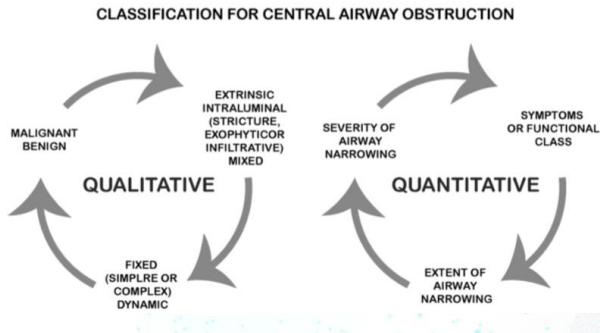 CLASSIFICATION FOR CENTRAL AIRWAY OBSTRUCTION
MALIGNANT
BENIGN
EXTRINSIC
INTRALUMINAL
(STRICTURE,
EXOPHYTICOR
INFILTRATIVE)
MIXED
QUALITATIVE
FIXED
(SIMPLRE OR
COMPLEX)
DYNAMIC
SEVERITY OF
AIRWAY
NARROWING
SYMPTOMS
OR FUNCTIONAL
CLASS
QUANTITATIVE
EXTENT OF
AIRWAY
NARROWING